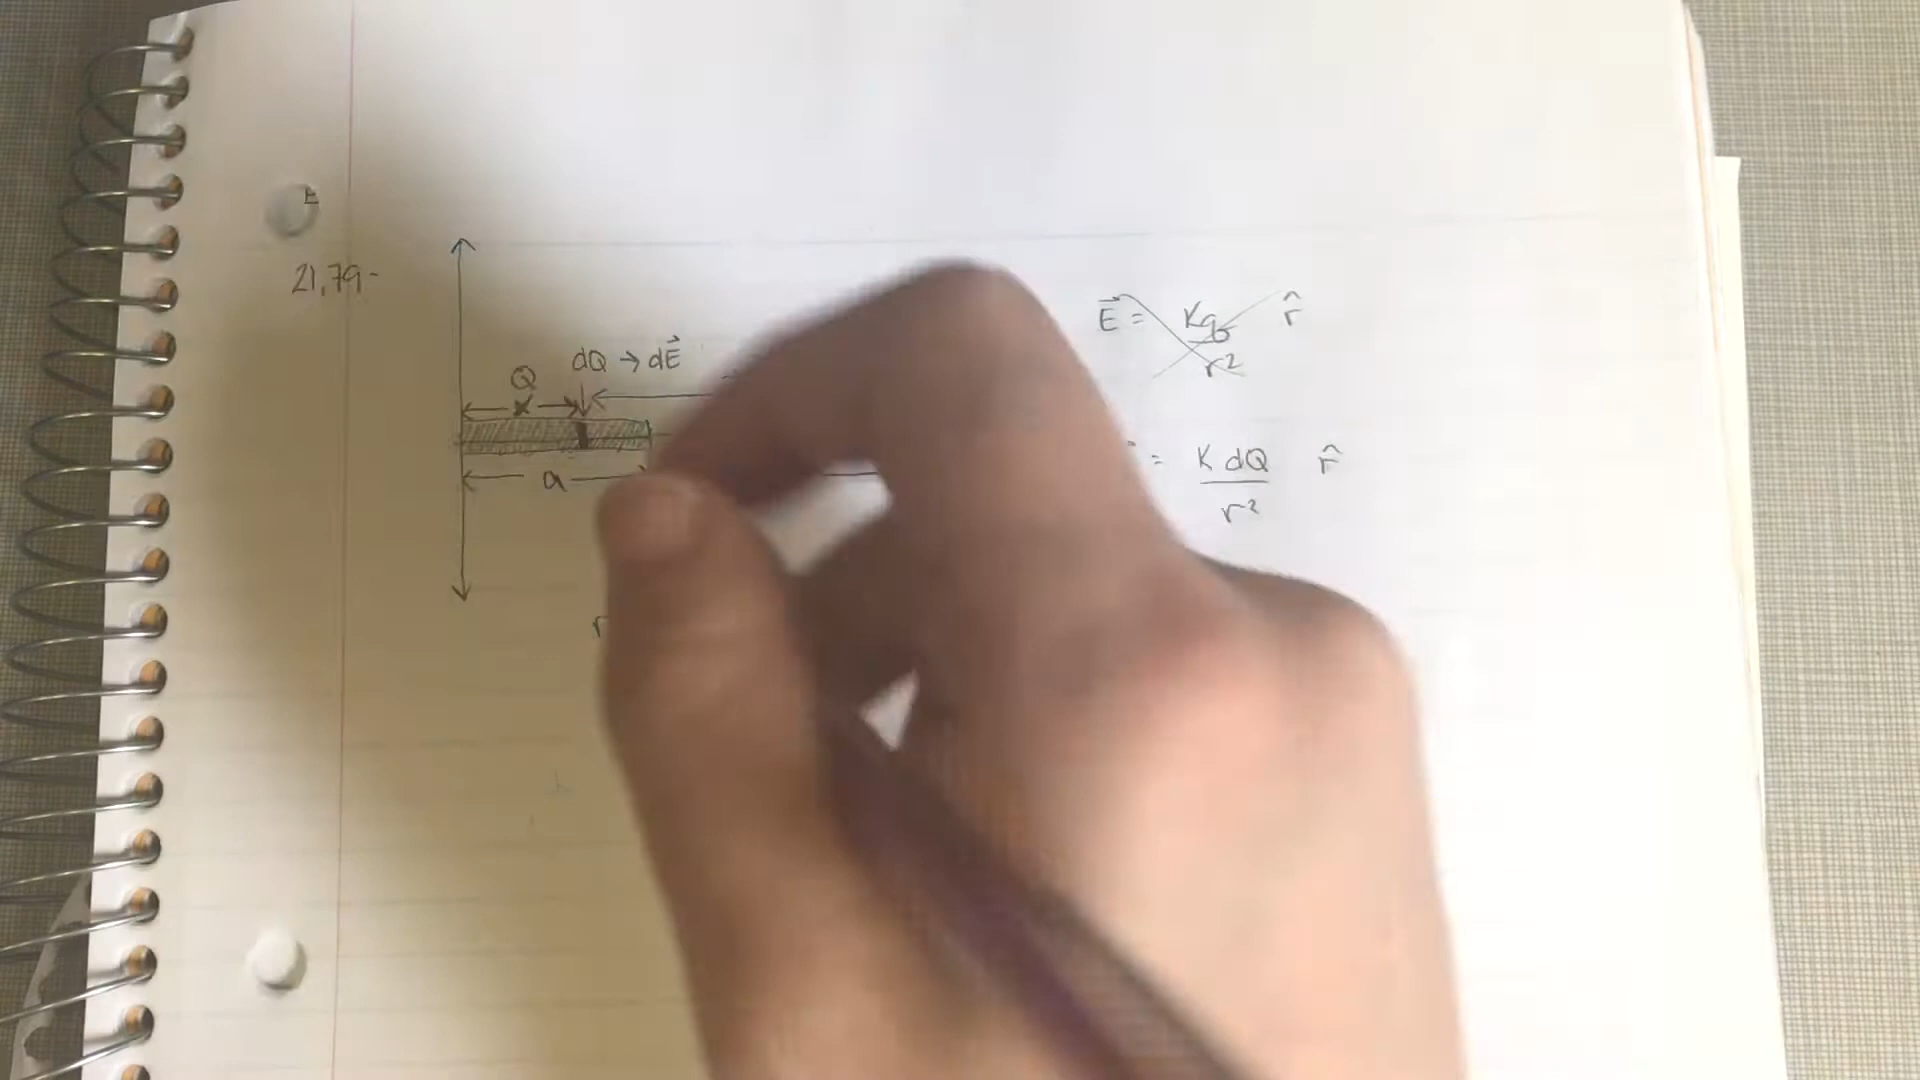 E
21.79-
E⃗ = Kq r̂
r²
dQ → dE⃗
Q
x
a
= K dQ r̂
r²
r